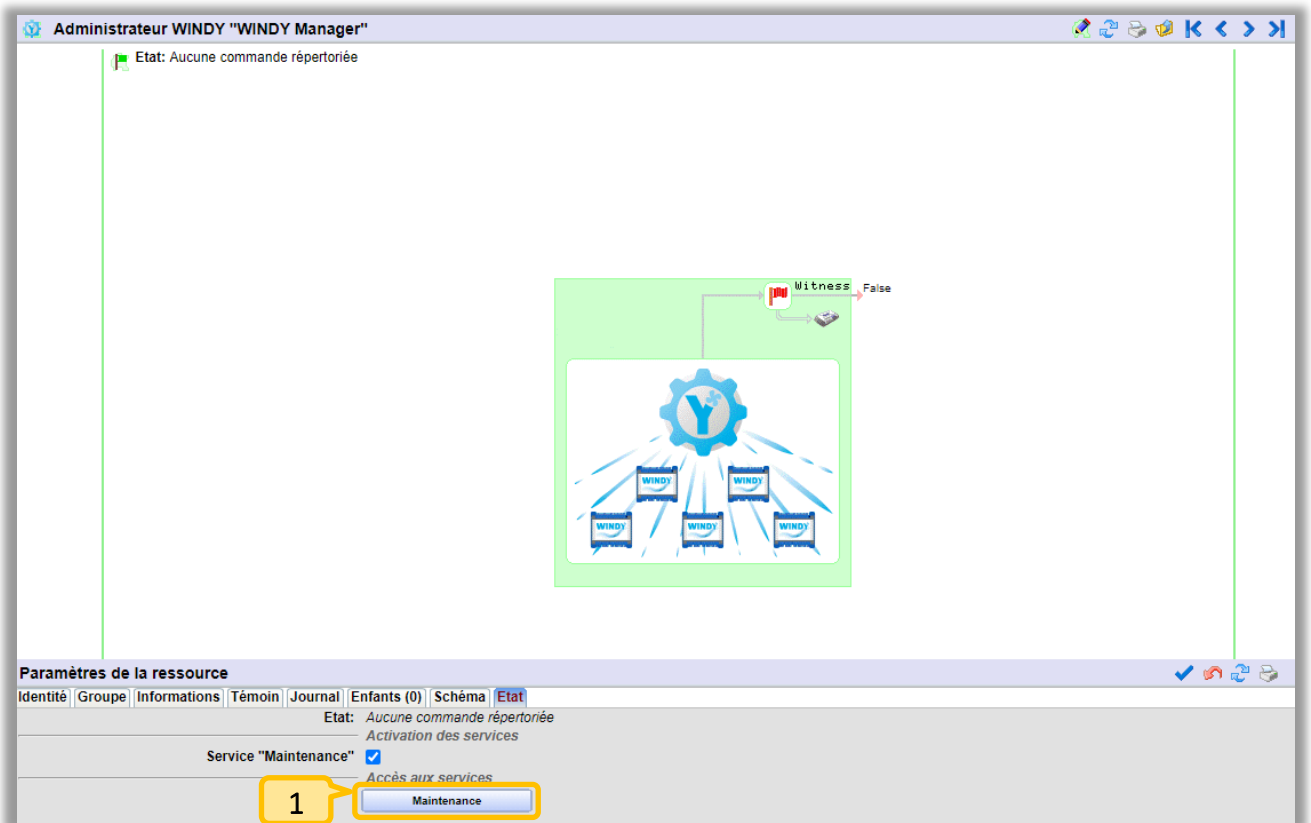 Administrateur WINDY "WINDY Manager"
Etat: Aucune commande répertoriée
Witness
False
Y
WINDY
WINDY
WINDY
WINDY
WINDY
Paramètres de la ressource
Identité Groupe Informations Témoin Journal Enfants (0) Schéma Etat
Etat: Aucune commande répertoriée
Activation des services
Service "Maintenance"
Accès aux services
1
Maintenance